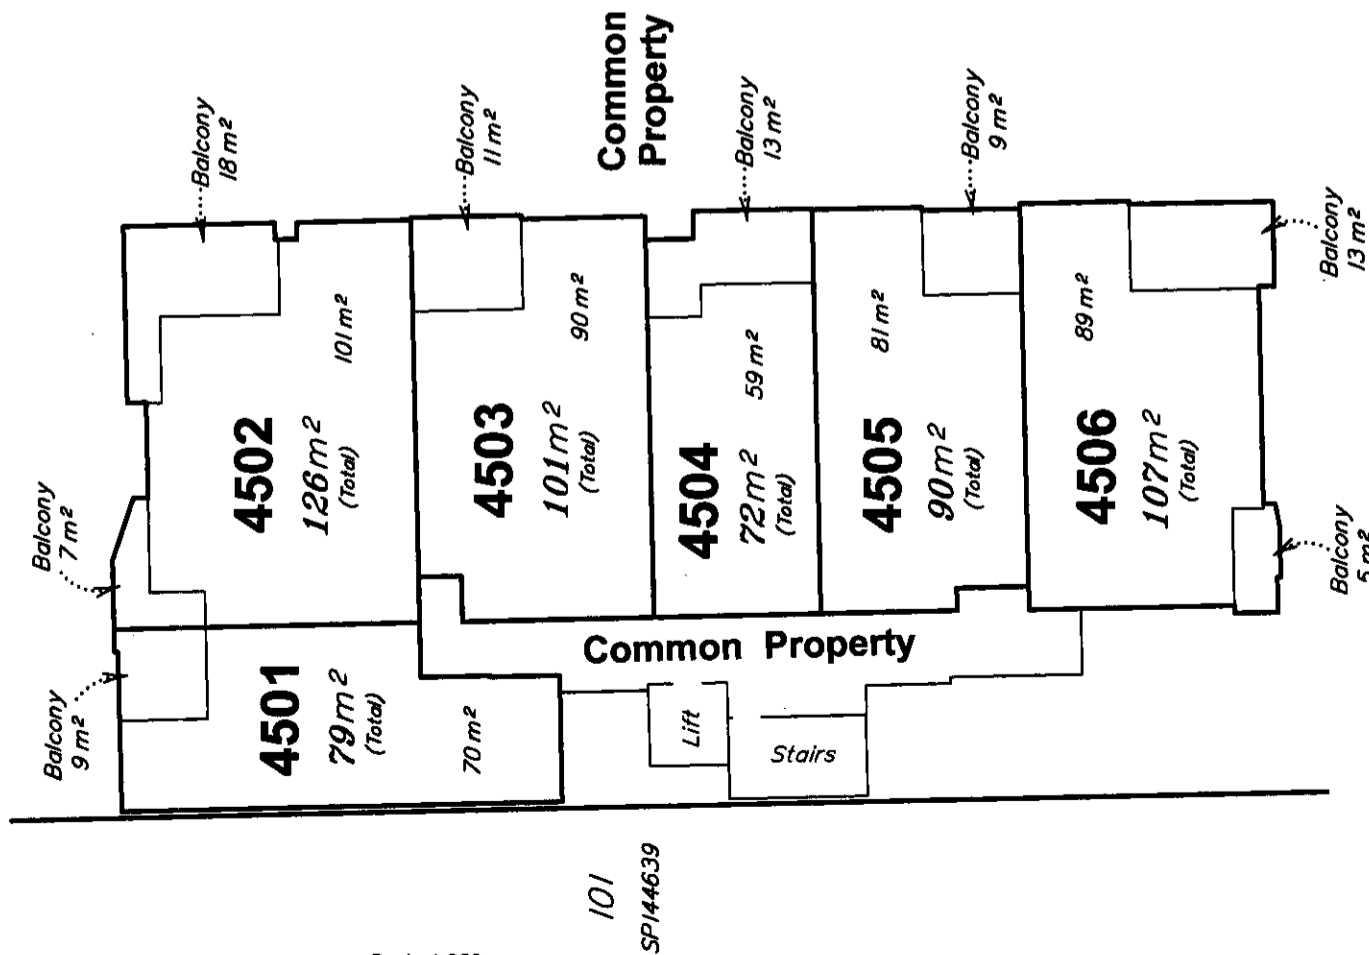 Common
Property
Balcony
18 m²
Balcony
11 m²
Balcony
13 m²
Balcony
9 m²
Balcony
13 m²
Balcony
5 m²
Balcony
7 m²
Balcony
9 m²
4501
79m²
(Total)
70 m²
4502
126m²
(Total)
101 m²
4503
101m²
(Total)
90 m²
4504
72m²
(Total)
59 m²
4505
90m²
(Total)
81 m²
4506
107m²
(Total)
89 m²
Common Property
Lift
Stairs
101
SP144639